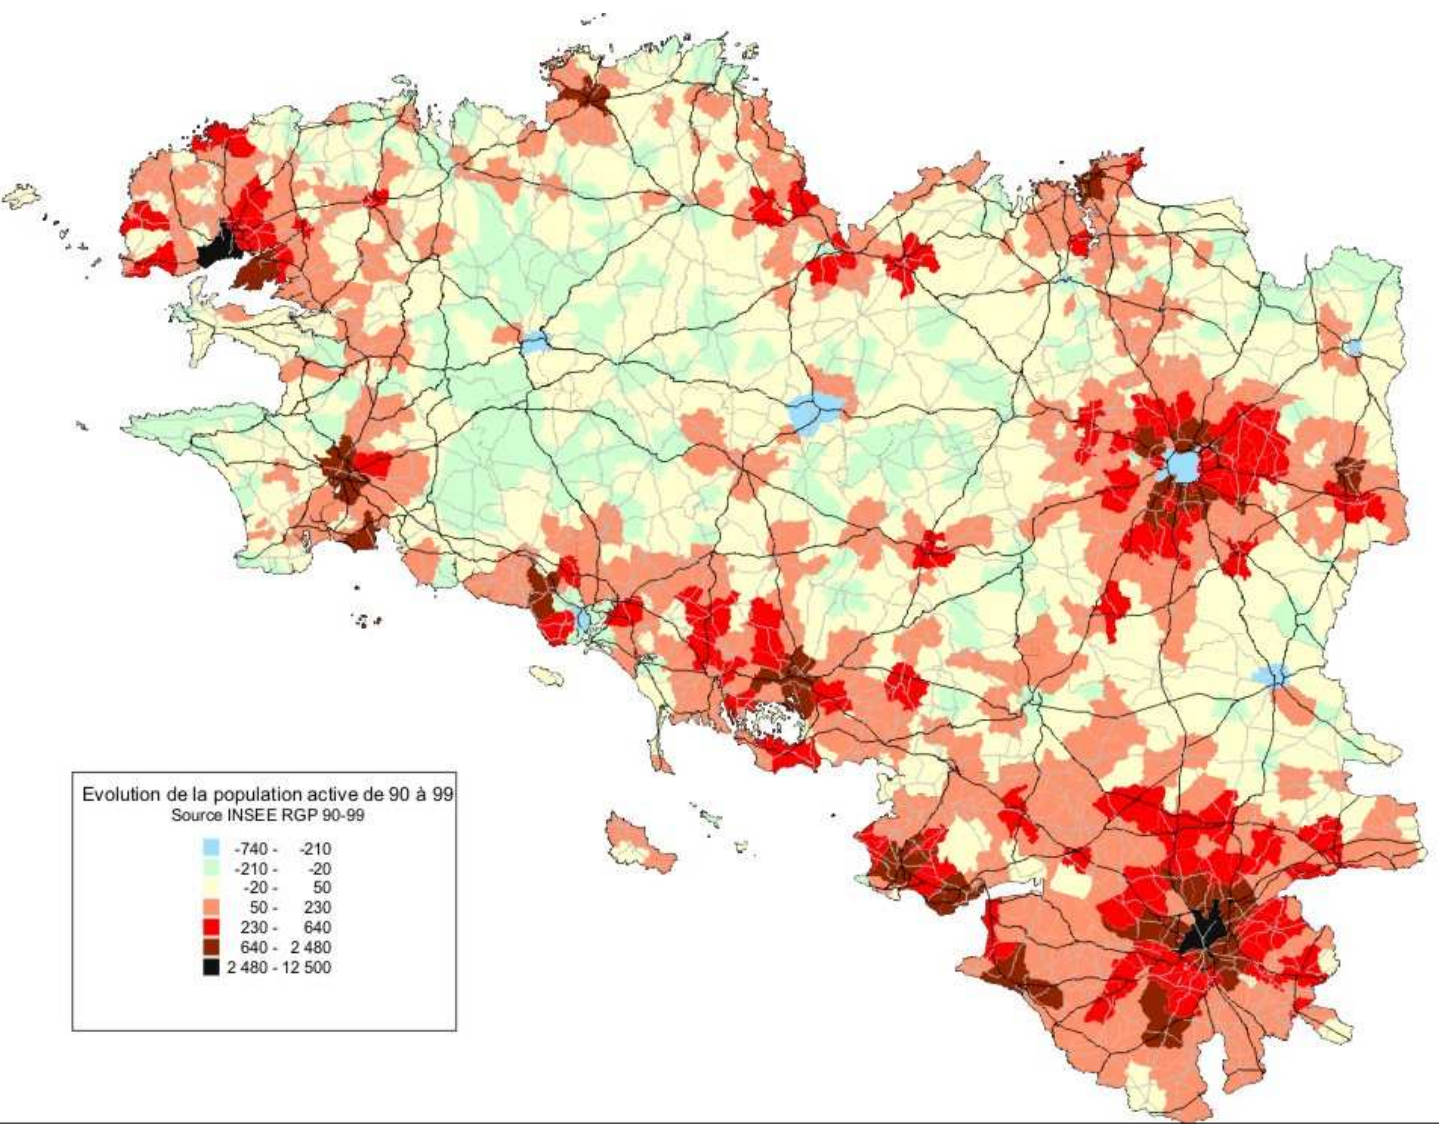 Evolution de la population active de 90 à 99
Source INSEE RGP 90-99
-740 - -210
-210 - -20
-20 - 50
50 - 230
230 - 640
640 - 2 480
2 480 - 12 500